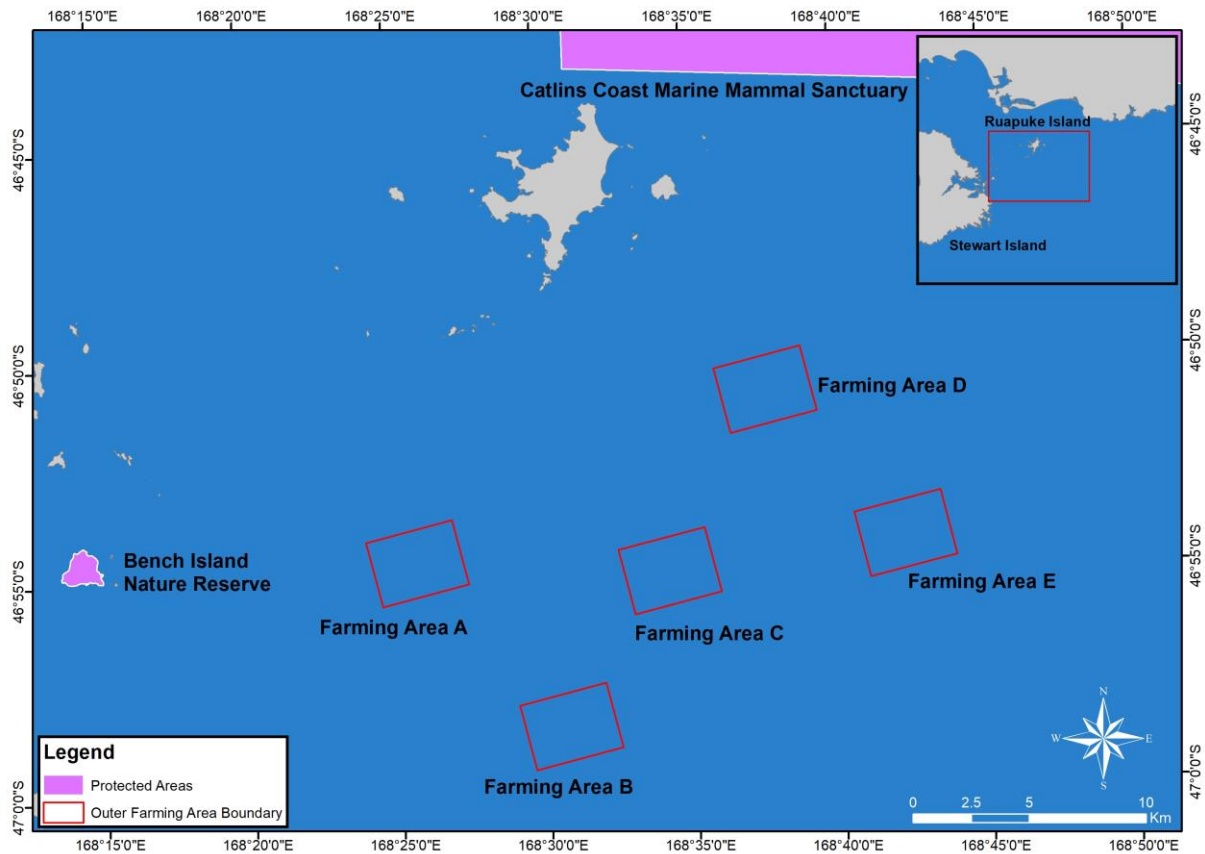 168°10'0"E 168°20'0"E 168°25'0"E 168°30'0"E 168°35'0"E 168°40'0"E 168°45'0"E 168°50'0"E
Catlins Coast Marine Mammal Sanctuary
Ruapuke Island
Stewart Island
46°45'0"S
46°45'0"S
46°50'0"S
46°50'0"S
Farming Area D
Bench Island
Nature Reserve
46°55'0"S
46°55'0"S
Farming Area E
Farming Area A
Farming Area C
Farming Area B
N
W
E
S
Legend
Protected Areas
Outer Farming Area Boundary
47°0'0"S
47°0'0"S
0 2.5 5 10
Km
168°15'0"E 168°20'0"E 168°25'0"E 168°30'0"E 168°35'0"E 168°40'0"E 168°45'0"E 168°50'0"E